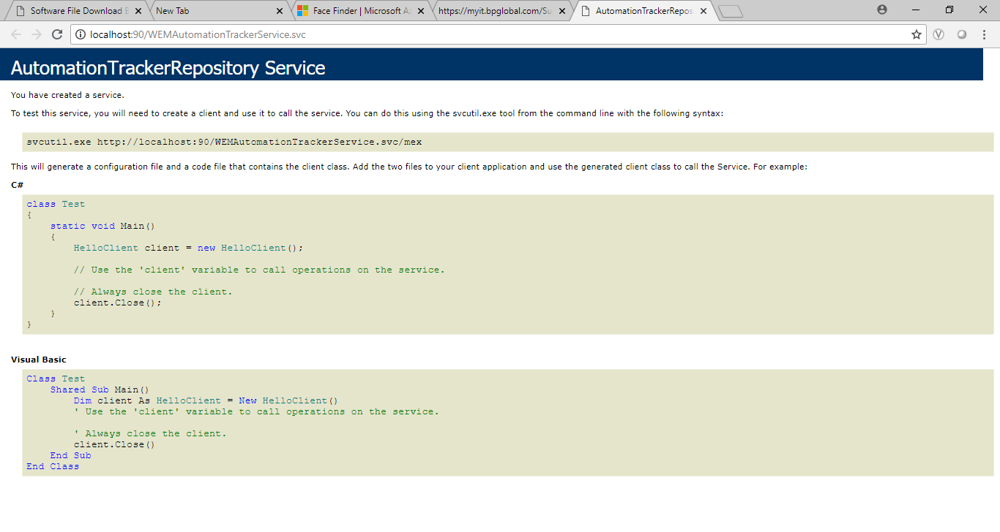 Software File Download
New Tab
Face Finder | Microsoft
https://myit.bpglobal.com/Su
AutomationTrackerRepos
localhost:90/WEMAutomationTrackerService.svc
AutomationTrackerRepository Service
You have created a service.
To test this service, you will need to create a client and use it to call the service. You can do this using the svcutil.exe tool from the command line with the following syntax:
svcutil.exe http://localhost:90/WEMAutomationTrackerService.svc/mex
This will generate a configuration file and a code file that contains the client class. Add the two files to your client application and use the generated client class to call the Service. For example:
C#
class Test
{
    static void Main()
    {
        HelloClient client = new HelloClient();
        // Use the 'client' variable to call operations on the service.
        // Always close the client.
        client.Close();
    }
}
Visual Basic
Class Test
    Shared Sub Main()
        Dim client As HelloClient = New HelloClient()
        ' Use the 'client' variable to call operations on the service.
        ' Always close the client.
        client.Close()
    End Sub
End Class